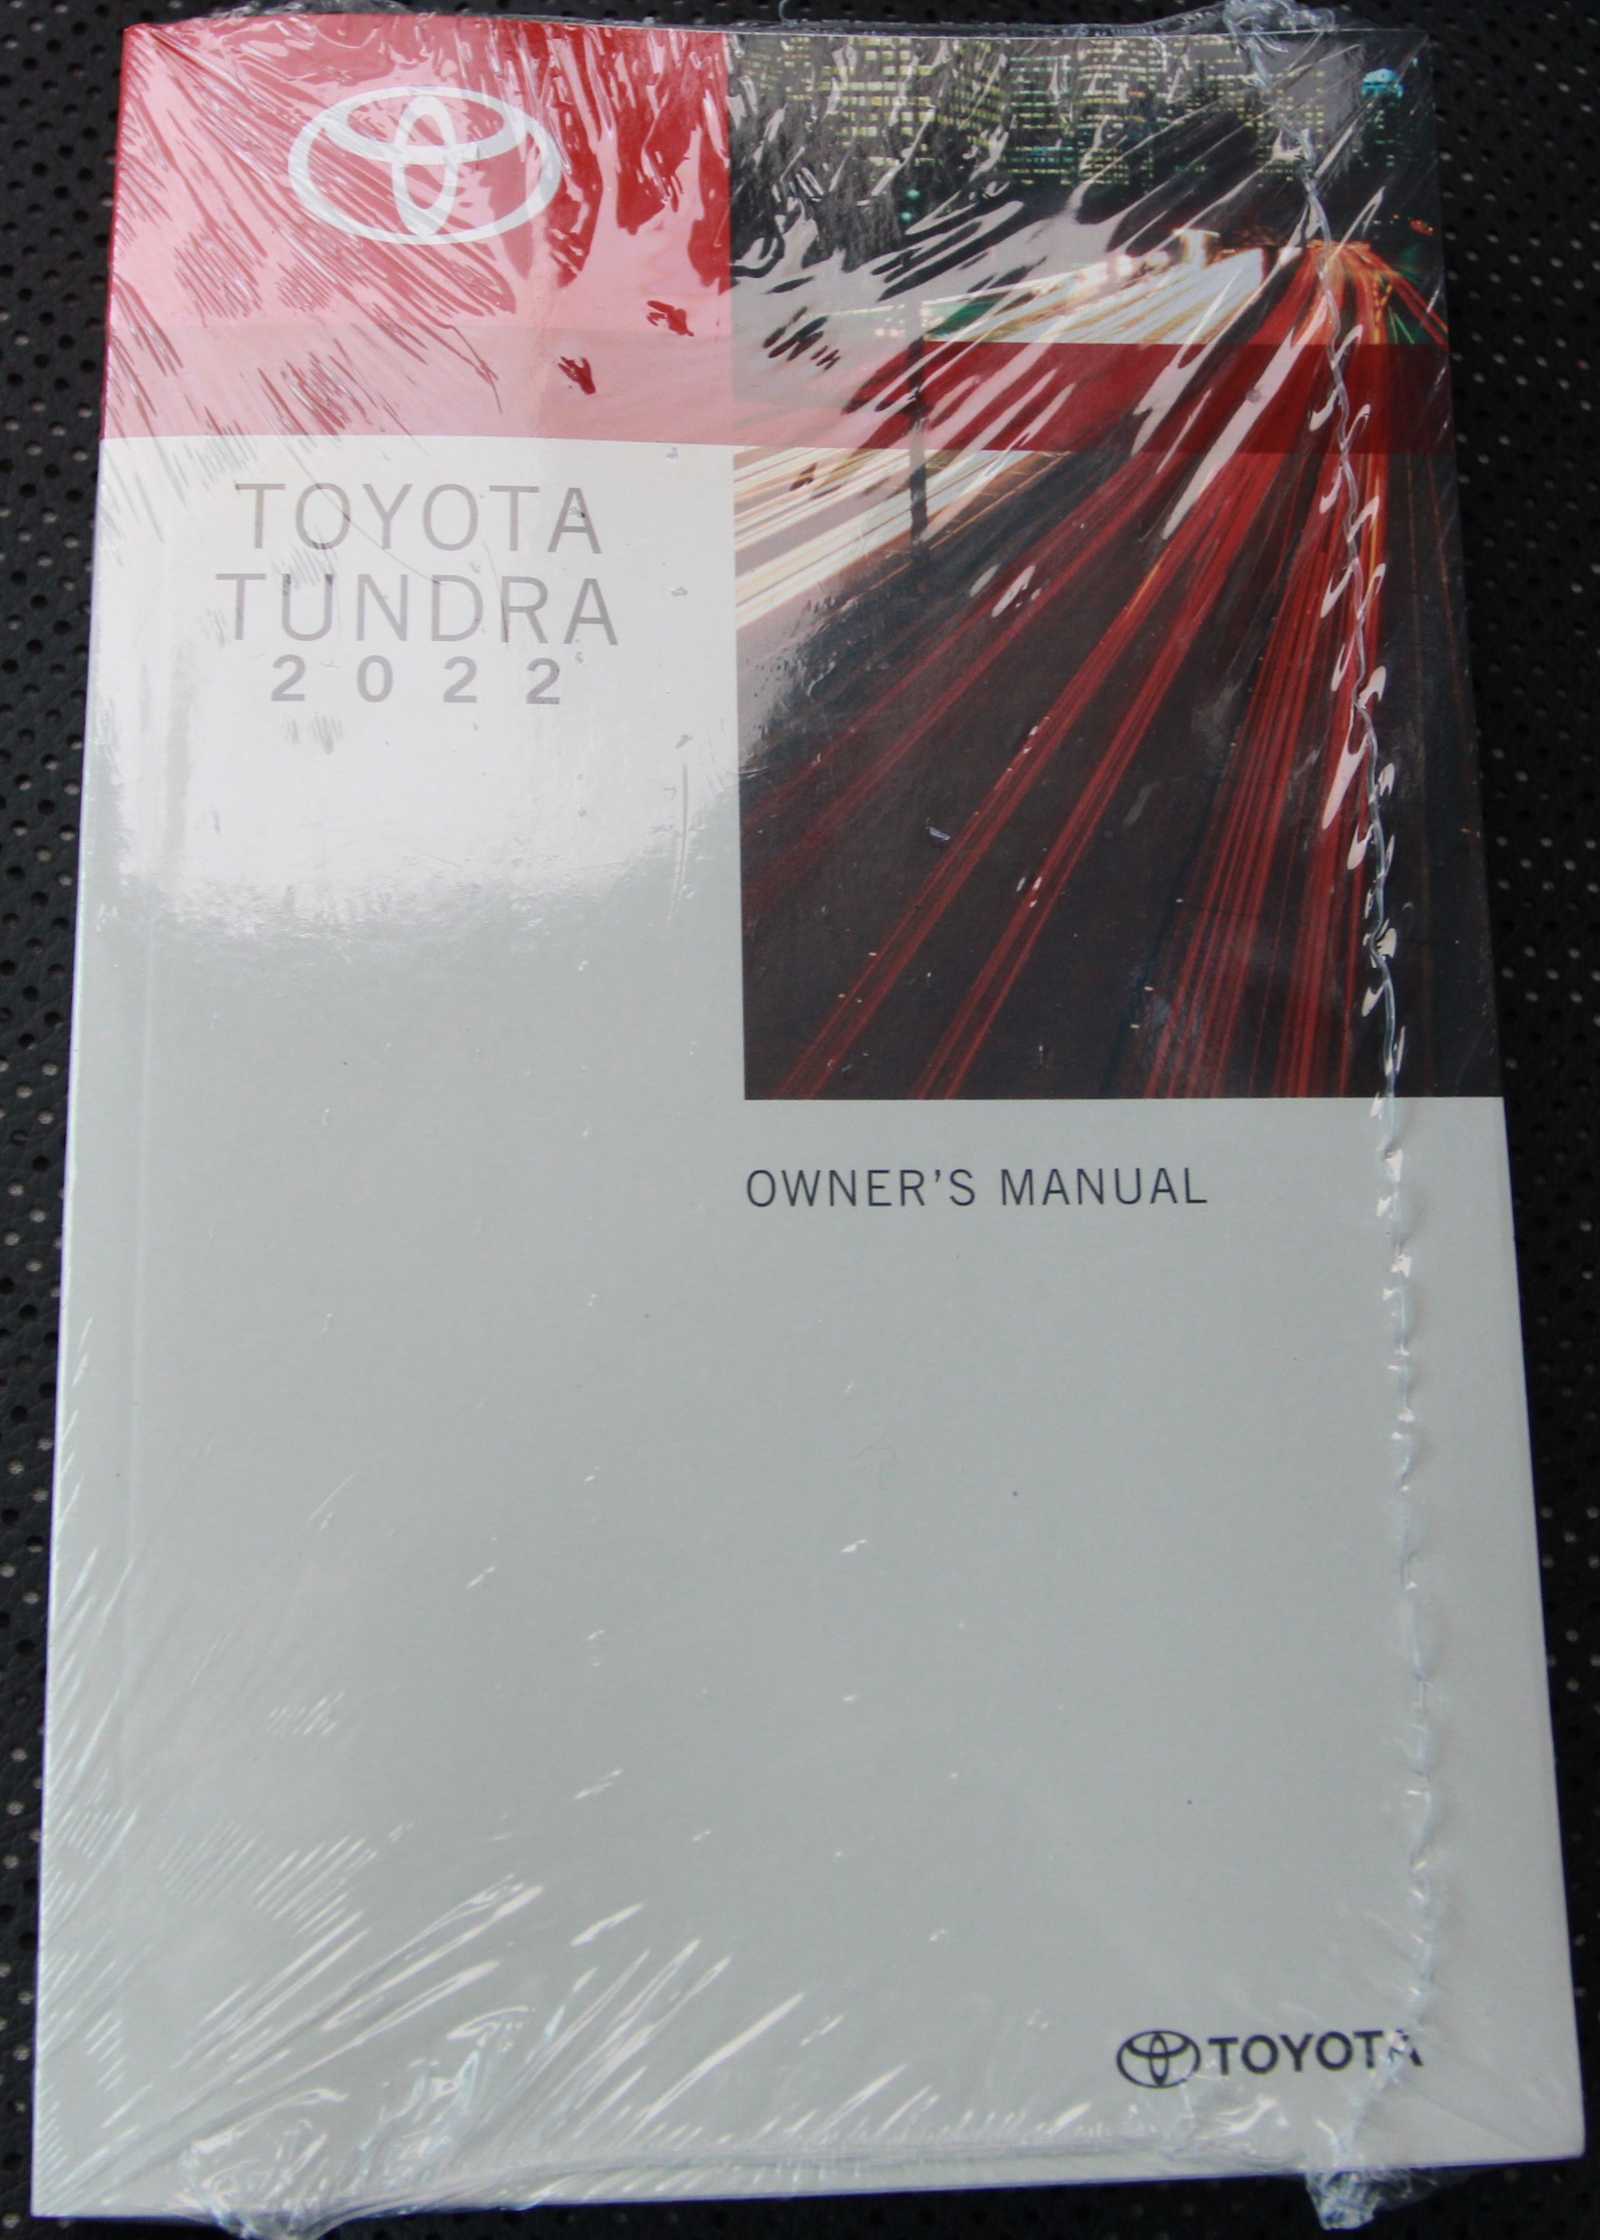 TOYOTA
TUNDRA
2022
OWNER'S MANUAL
TOYOTA